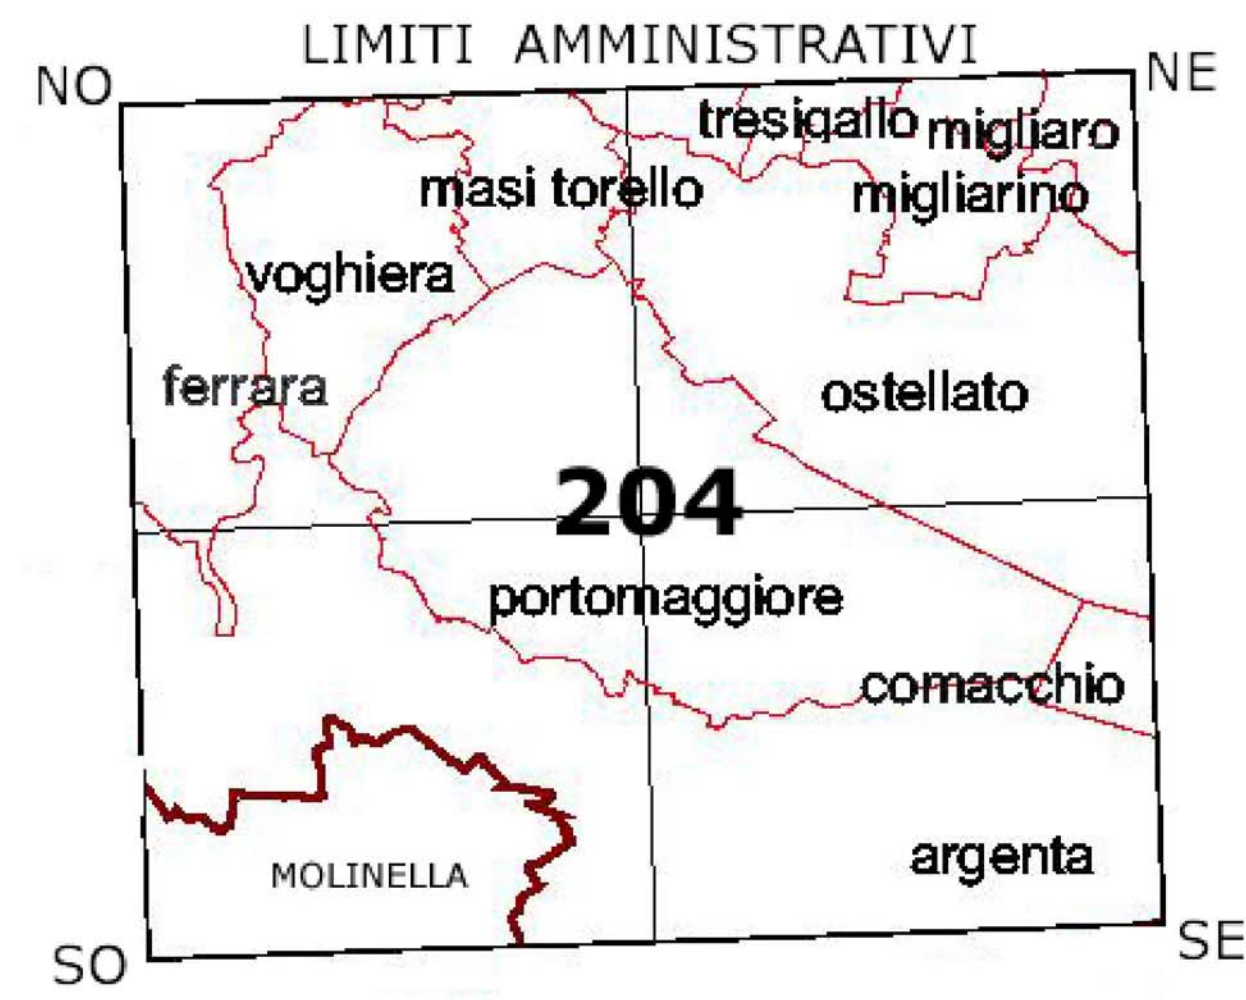 LIMITI AMMINISTRATIVI
NO
NE
tresigallo
migliaro
masi torello
migliarino
voghiera
ferrara
ostellato
204
portomaggiore
comacchio
argenta
MOLINELLA
SO
SE